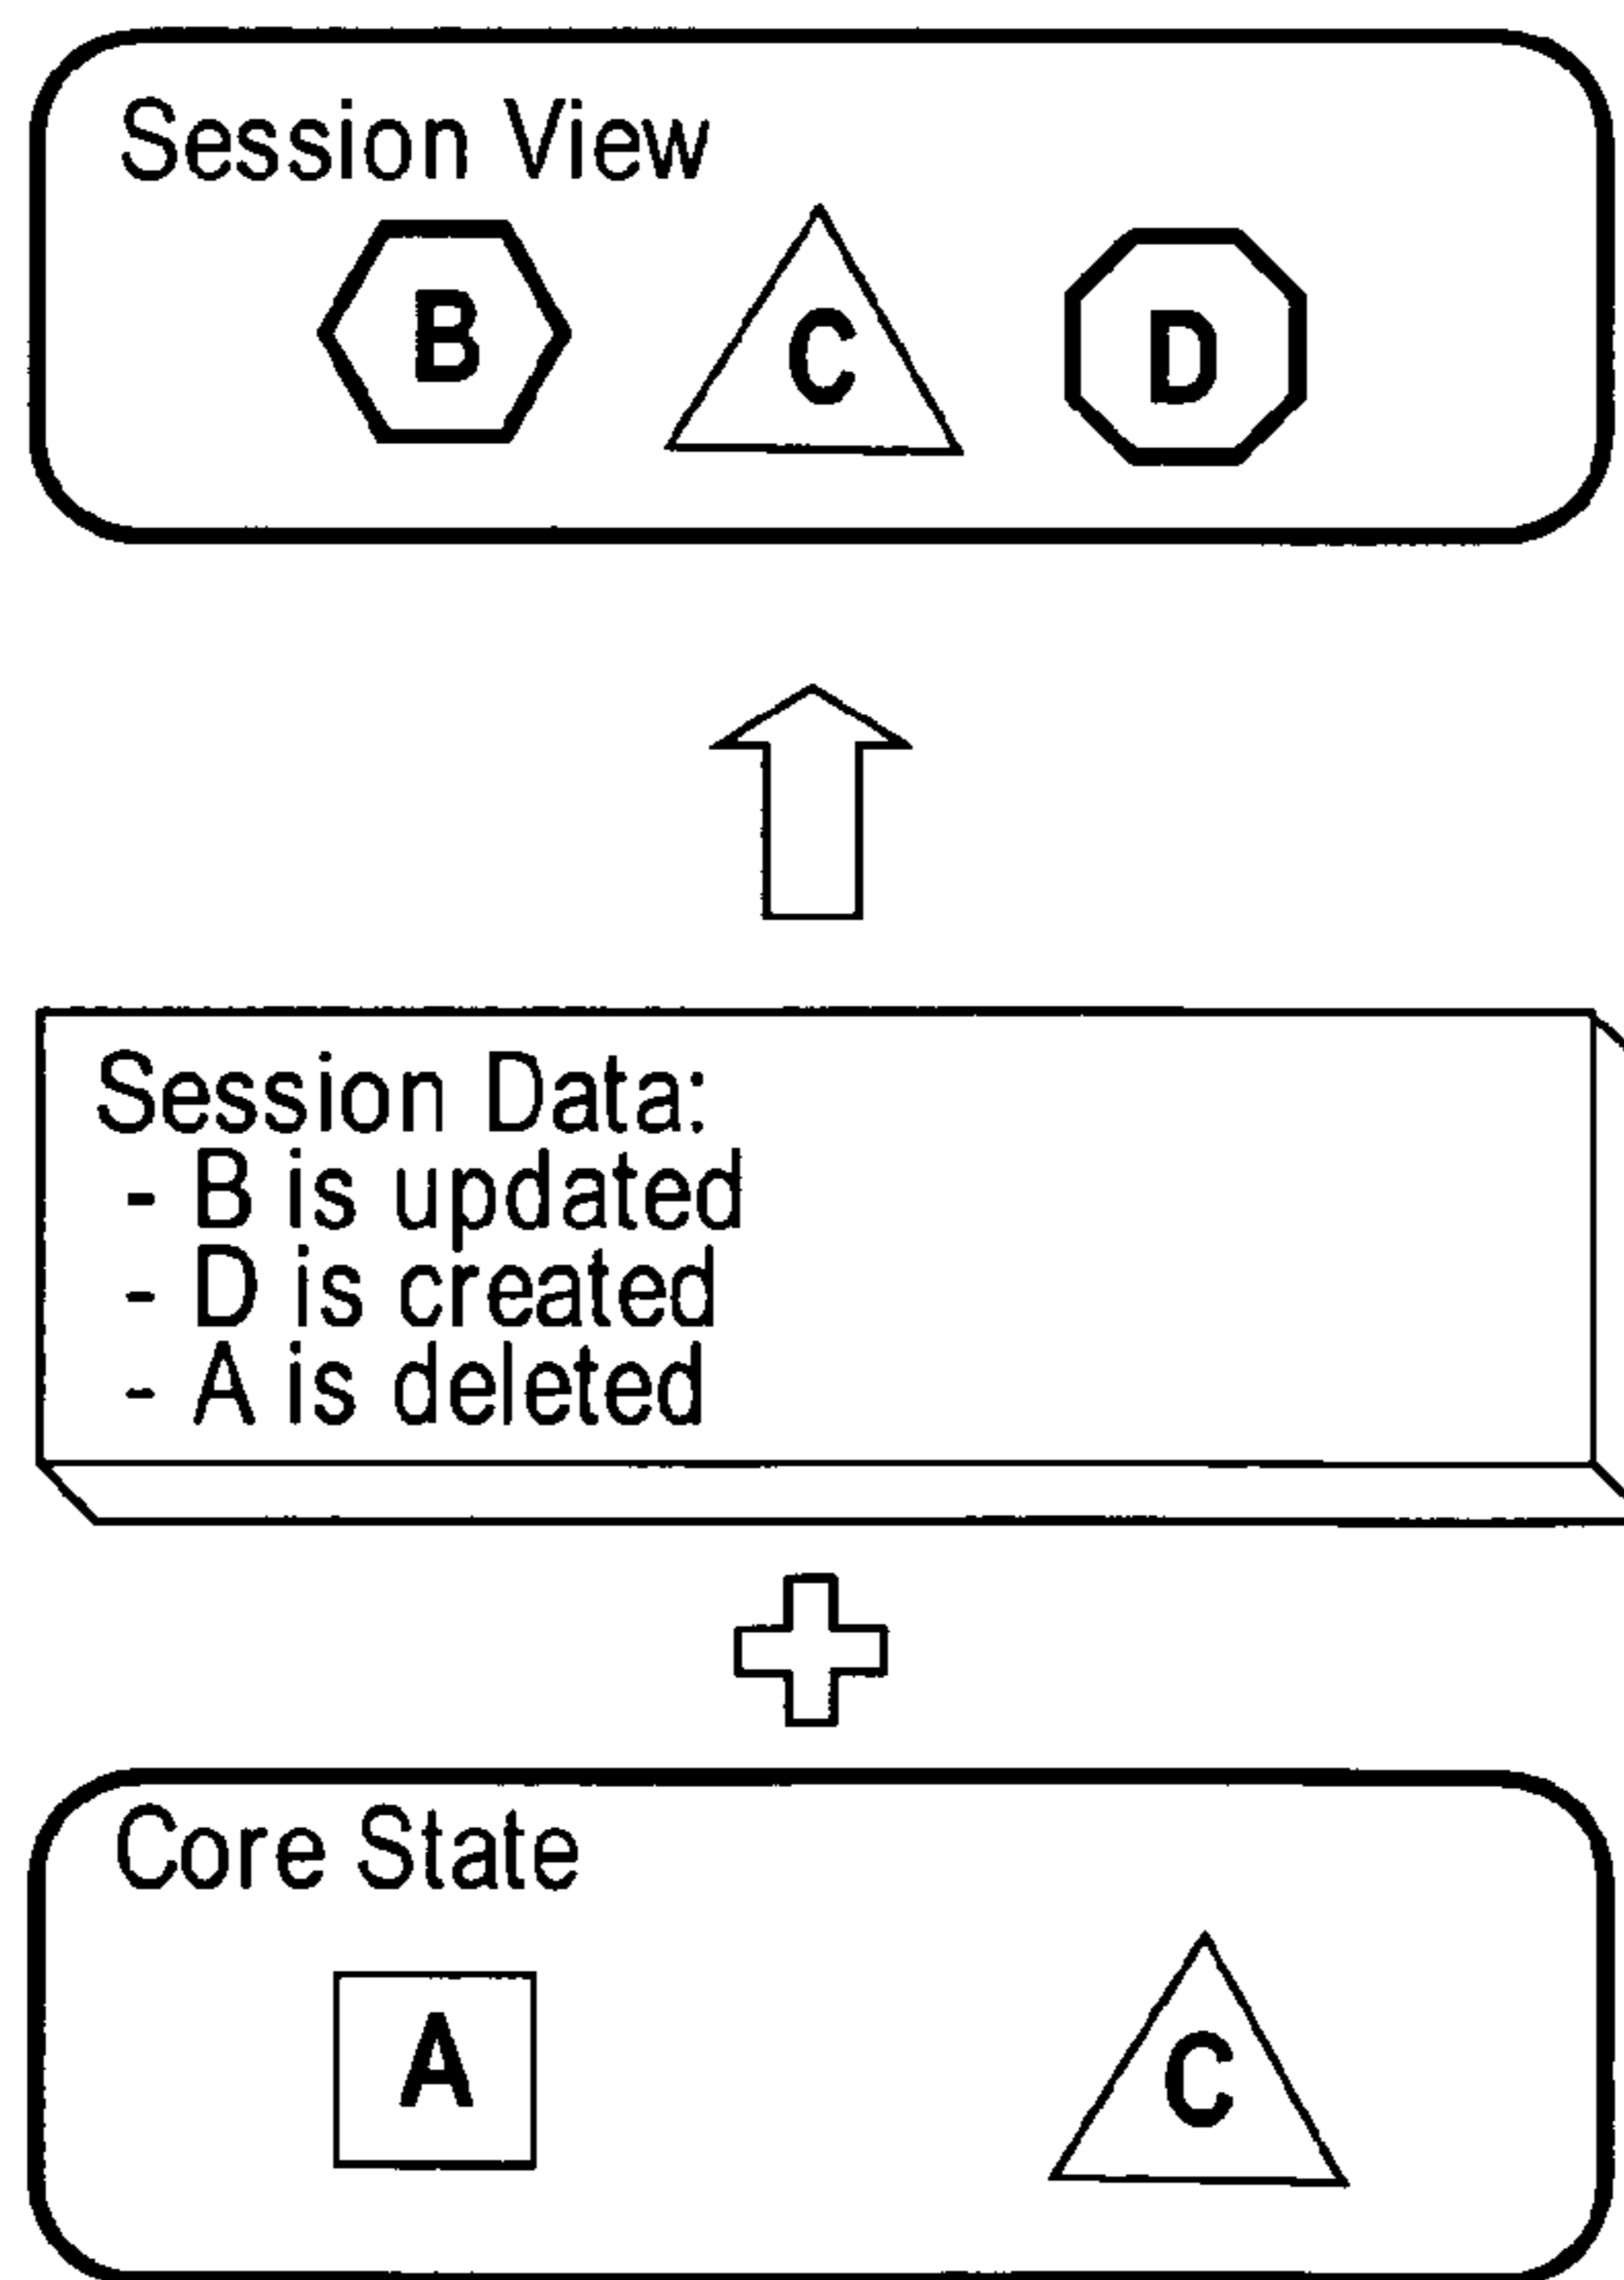 Session View
B C D
Session Data:
- B is updated
- D is created
- A is deleted
Core State
A C